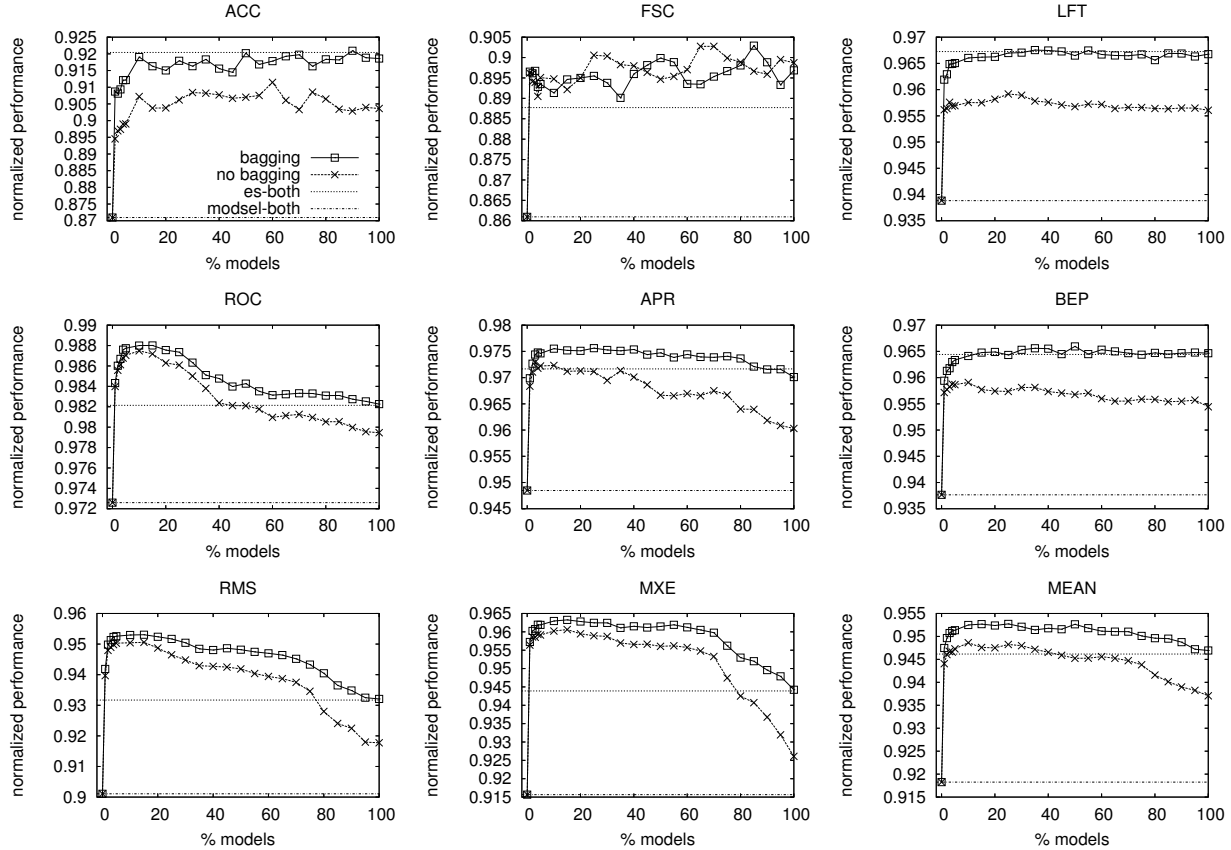 ACC
normalized performance
0.925
0.92
0.915
0.91
0.905
0.9
0.895
0.89
0.885
0.88
0.875
0.87
bagging
no bagging
es-both
modsel-both
0 20 40 60 80 100
% models
FSC
normalized performance
0.905
0.9
0.895
0.89
0.885
0.88
0.875
0.87
0.865
0.86
0 20 40 60 80 100
% models
LFT
normalized performance
0.97
0.965
0.96
0.955
0.95
0.945
0.94
0.935
0 20 40 60 80 100
% models
ROC
normalized performance
0.99
0.988
0.986
0.984
0.982
0.98
0.978
0.976
0.974
0.972
0 20 40 60 80 100
% models
APR
normalized performance
0.98
0.975
0.97
0.965
0.96
0.955
0.95
0.945
0 20 40 60 80 100
% models
BEP
normalized performance
0.97
0.965
0.96
0.955
0.95
0.945
0.94
0.935
0 20 40 60 80 100
% models
RMS
normalized performance
0.96
0.95
0.94
0.93
0.92
0.91
0.9
0 20 40 60 80 100
% models
MXE
normalized performance
0.965
0.96
0.955
0.95
0.945
0.94
0.935
0.93
0.925
0.92
0.915
0 20 40 60 80 100
% models
MEAN
normalized performance
0.955
0.95
0.945
0.94
0.935
0.93
0.925
0.92
0.915
0 20 40 60 80 100
% models